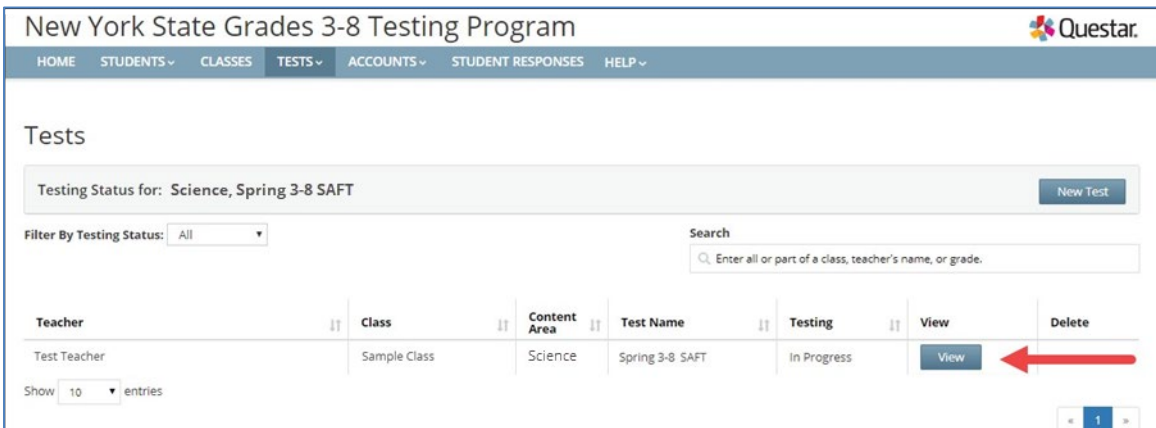 New York State Grades 3-8 Testing Program
Questar.
HOME STUDENTS CLASSES TESTS ACCOUNTS STUDENT RESPONSES HELP
Tests
Testing Status for: Science, Spring 3-8 SAFT
New Test
Filter By Testing Status: All
Search
Enter all or part of a class, teacher's name, or grade.
Teacher Class Content Area Test Name Testing View Delete
Test Teacher Sample Class Science Spring 3-8 SAFT In Progress View
Show 10 entries
« 1 »